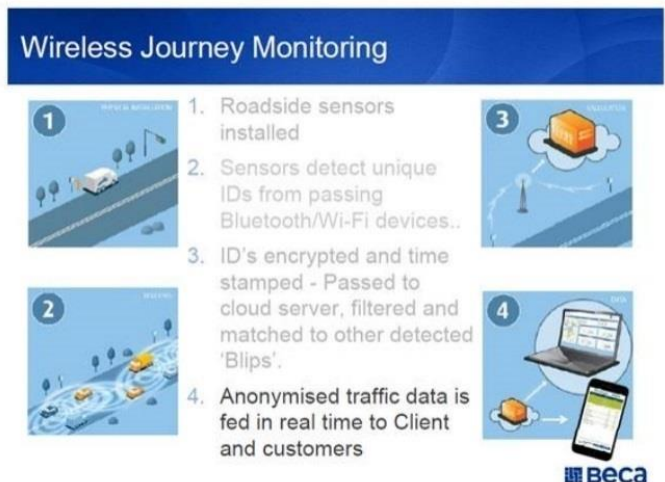 Wireless Journey Monitoring
1
1. Roadside sensors
installed
2. Sensors detect unique
IDs from passing
Bluetooth/Wi-Fi devices..
3. ID's encrypted and time
stamped - Passed to
cloud server, filtered and
matched to other detected
'Blips'.
4. Anonymised traffic data is
fed in real time to Client
and customers
2
3
4
DATA
Beca